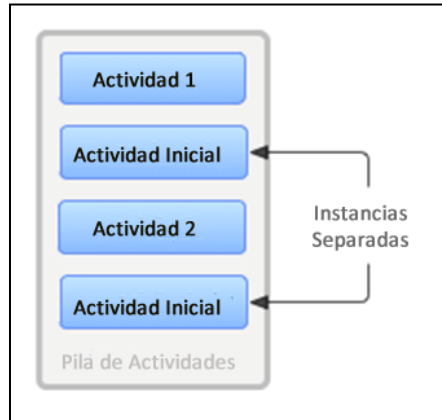 Actividad 1
Actividad Inicial
Actividad 2
Actividad Inicial
Pila de Actividades
Instancias
Separadas